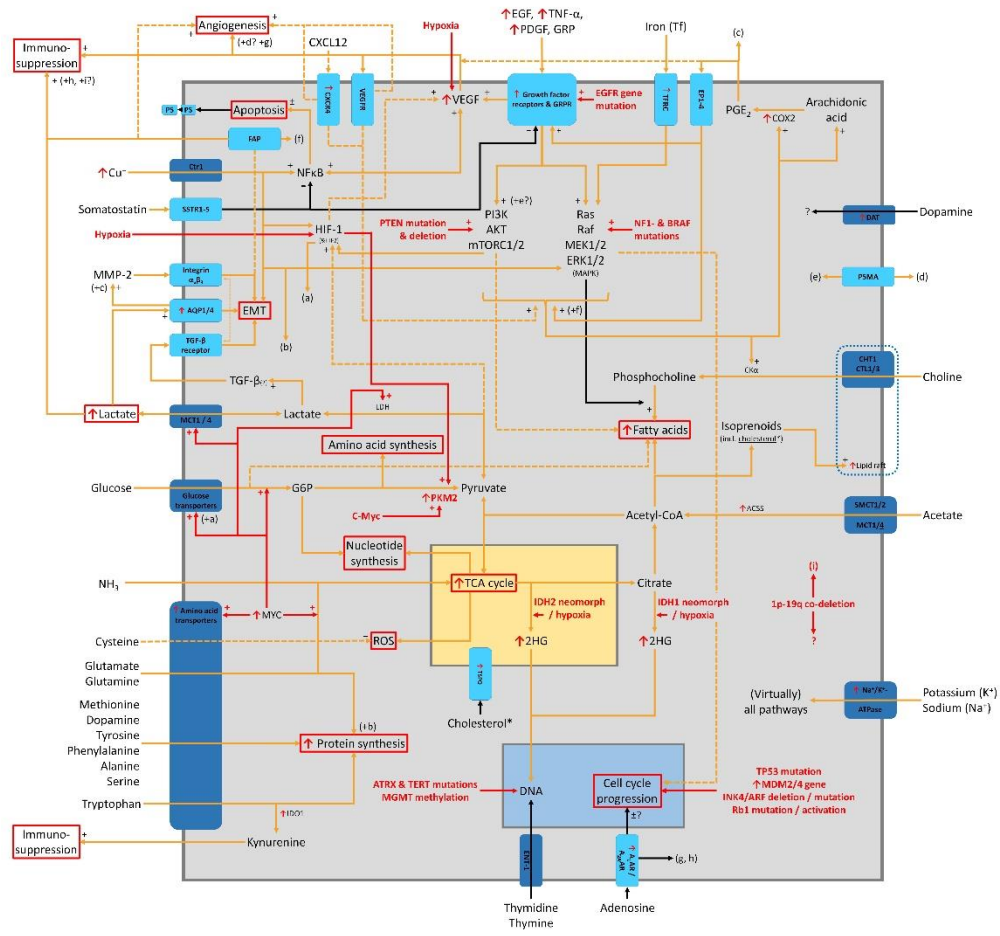 Hypoxia
↑EGF, ↑TNF-α,
↑PDGF, GRP
Iron (Tf)
(c)
Angiogenesis
+
+
(+d? +g)
CXCL12
Immuno-
suppression
+
+ (+h, +i?)
PS
PS
Apoptosis
±
↑ CXCR4
VEGFR
↑VEGF
+
+
+
↑ Growth factor
receptors & GRPR
+
EGFR gene
mutation
↑ TFRC
EP1-4
PGE2
↑COX2
+
Arachidonic
acid
+
FAP
(f)
-
+
↑Cu-
Ctr1
+
NFκB
+
-
Somatostatin
SSTR1-5
+ (+e?)
PI3K
AKT
mTORC1/2
+
Ras
Raf
MEK1/2
ERK1/2
(MAPK)
+
+
NF1- & BRAF
mutations
PTEN mutation
& deletion
+
Hypoxia
+
HIF-1
+
(a)
?
↑ DAT
Dopamine
MMP-2
(+c)
+
Integrin
αvβ3
↑ AQP1/4
+
EMT
(e)
PSMA
(d)
TGF-β
receptor
(b)
+
+ (+f)
+
CKα
CHT1
CTL1/3
Choline
TGF-β
+
Phosphocholine
+
LDH
+
↑Lactate
MCT1 / 4
+
Lactate
↑Fatty acids
Isoprenoids
(incl. cholesterol*)
+
↑Lipid raft
Amino acid synthesis
Glucose
Glucose
transporters
+
(+a)
+
G6P
+
+
↑PKM2
+
Pyruvate
C-Myc
Acetyl-CoA
↑ACSS
SMCT1/2
MCT1/4
Acetate
Nucleotide
synthesis
NH3
↑TCA cycle
Citrate
(i)
IDH2 neomorph
/ hypoxia
IDH1 neomorph
/ hypoxia
1p-19q co-deletion
?
↑ Amino acid
transporters
+
↑MYC
+
Cysteine
-
ROS
↑2HG
↑2HG
Glutamate
Glutamine
↑ TSPO
Cholesterol*
(Virtually)
all pathways
↑ Na+/K+-
ATPase
Potassium (K+)
Sodium (Na+)
Methionine
Dopamine
Tyrosine
Phenylalanine
Alanine
Serine
(+b)
↑ Protein synthesis
Tryptophan
↑IDO1
Kynurenine
Immuno-
suppression
+
ATRX & TERT mutations
MGMT methylation
DNA
Cell cycle
progression
±?
TP53 mutation
↑MDM2/4 gene
INK4/ARF deletion / mutation
Rb1 mutation / activation
ENT-1
↑ A1AR /
A2AAR
(g, h)
Thymidine
Thymine
Adenosine